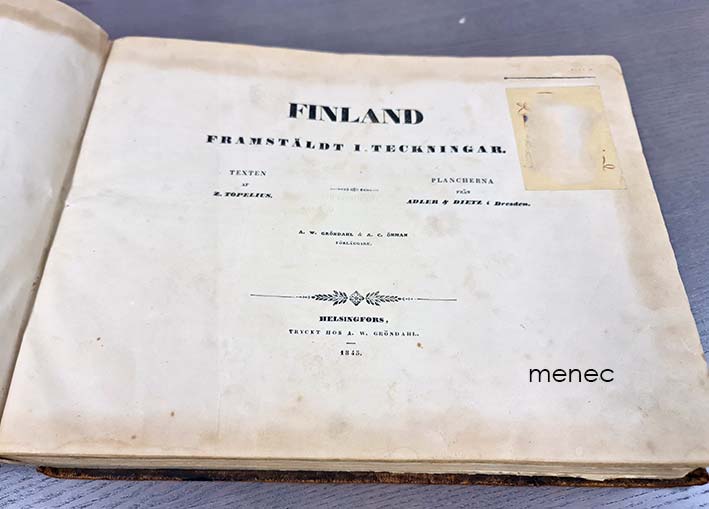 FINLAND
FRAMSTÄLDT I TECKNINGAR.
TEXTEN
AF
Z. TOPELIUS.
PLANCHERNA
FRÅN
ADLER & DIETZ i Dresden.
A. W. GRÖNDAHL & A. C. ÖHMAN
FÖRLÄGGARE.
HELSINGFORS,
TRYCKT HOS A. W. GRÖNDAHL.
1845.
menec